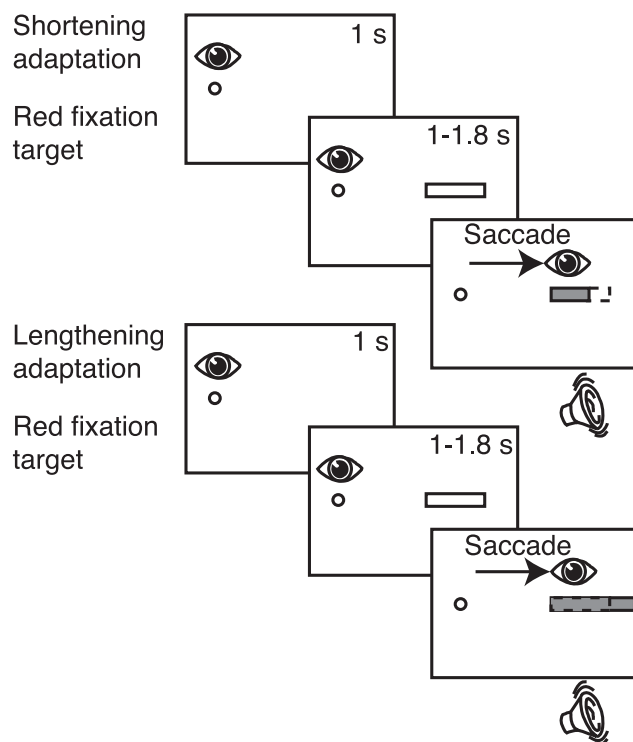 Shortening
adaptation
1 s
Red fixation
target
1-1.8 s
Saccade
Lengthening
adaptation
1 s
Red fixation
target
1-1.8 s
Saccade